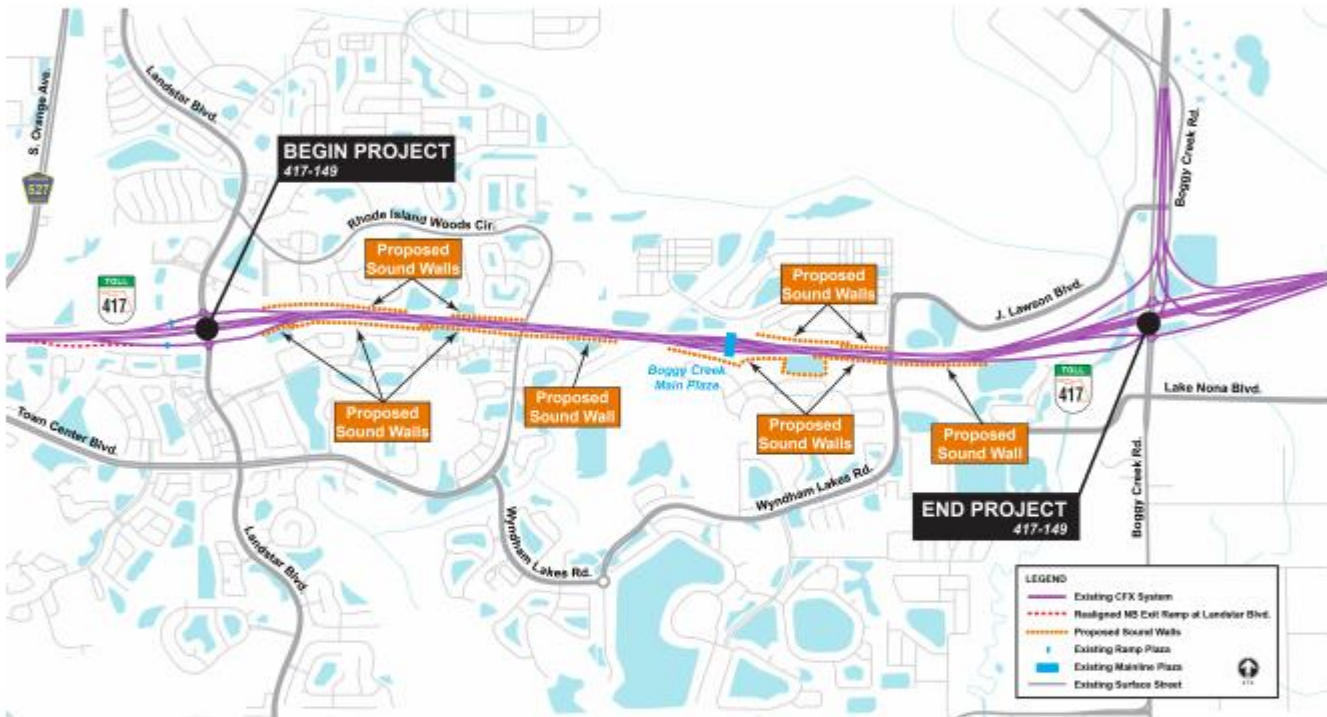 S. Orange Ave.
527
Landstar Blvd.
BEGIN PROJECT
417-149
TOLL
417
Rhode Island Woods Cir.
Proposed
Sound Walls
Proposed
Sound Walls
Boggy Creek Rd.
J. Lawson Blvd.
Boggy Creek
Main Plaza
Proposed
Sound Walls
Proposed
Sound Wall
Proposed
Sound Walls
Proposed
Sound Wall
TOLL
417
Lake Nona Blvd.
Town Center Blvd.
Wyndham Lakes Rd.
Boggy Creek Rd.
END PROJECT
417-149
Landstar Blvd.
Wyndham Lakes Rd.
LEGEND
Existing CFX System
Realigned NB Exit Ramp at Landstar Blvd.
Proposed Sound Walls
Existing Ramp Plaza
Existing Mainline Plaza
Existing Surface Street